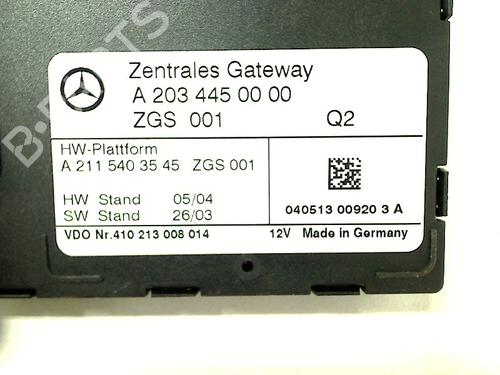 Zentrales Gateway
A 203 445 00 00
ZGS 001 Q2
HW-Plattform
A 211 540 35 45 ZGS 001
HW Stand 05/04
SW Stand 26/03
040513 00920 3 A
VDO Nr.410 213 008 014 12V Made in Germany
B-PARTS